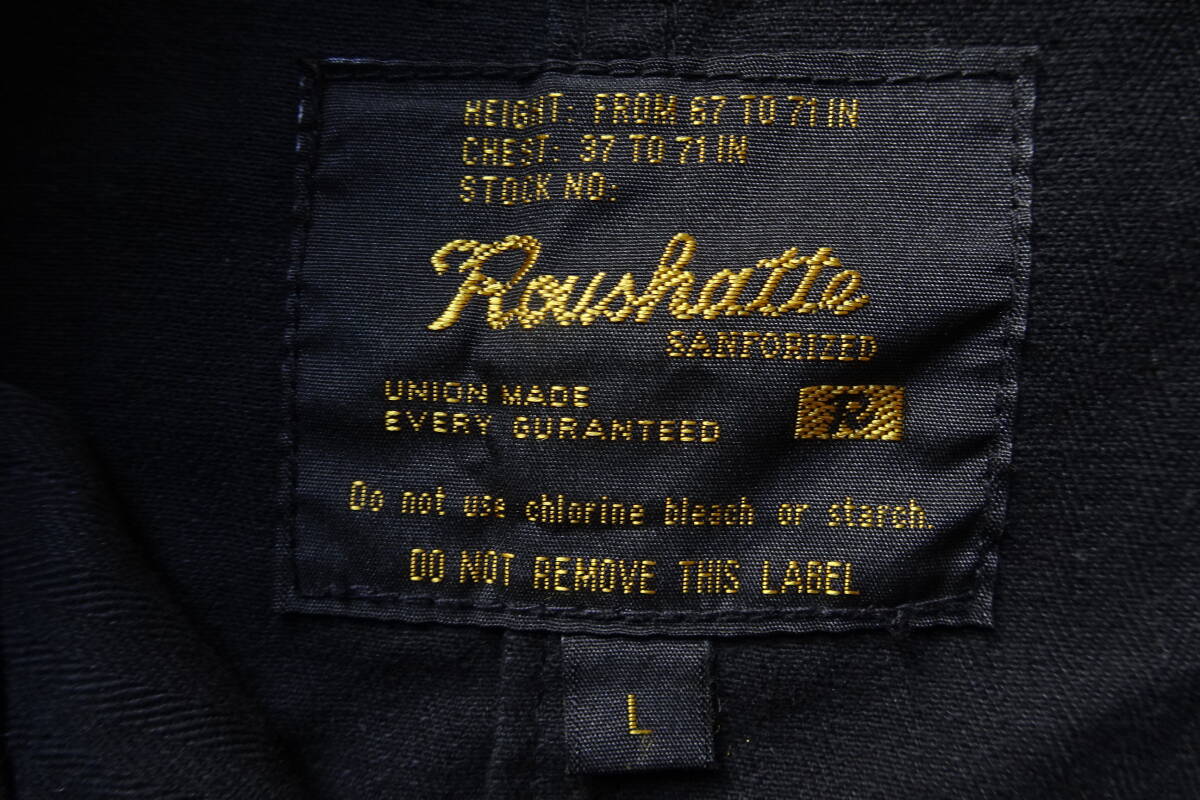 HEIGHT: FROM 67 TO 71 IN
CHEST: 37 TO 71 IN
STOCK NO:
Roushatte
SANFORIZED
UNION MADE
EVERY GURANTEED
R
Do not use chlorine bleach or starch.
DO NOT REMOVE THIS LABEL
L